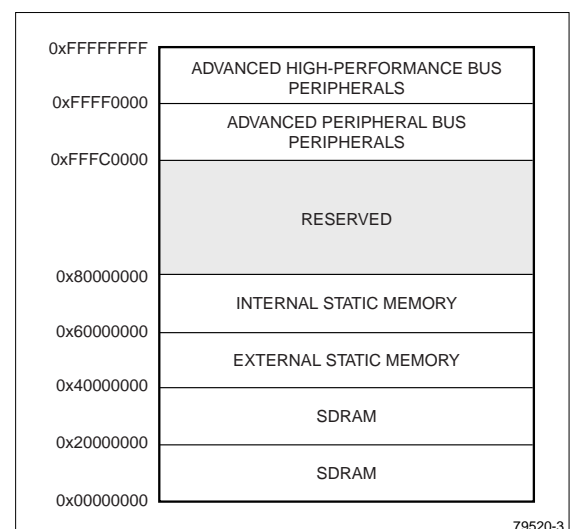 0xFFFFFFFF
ADVANCED HIGH-PERFORMANCE BUS
PERIPHERALS
0xFFFF0000
ADVANCED PERIPHERAL BUS
PERIPHERALS
0xFFFC0000
RESERVED
0x80000000
INTERNAL STATIC MEMORY
0x60000000
EXTERNAL STATIC MEMORY
0x40000000
SDRAM
0x20000000
SDRAM
0x00000000
79520-3